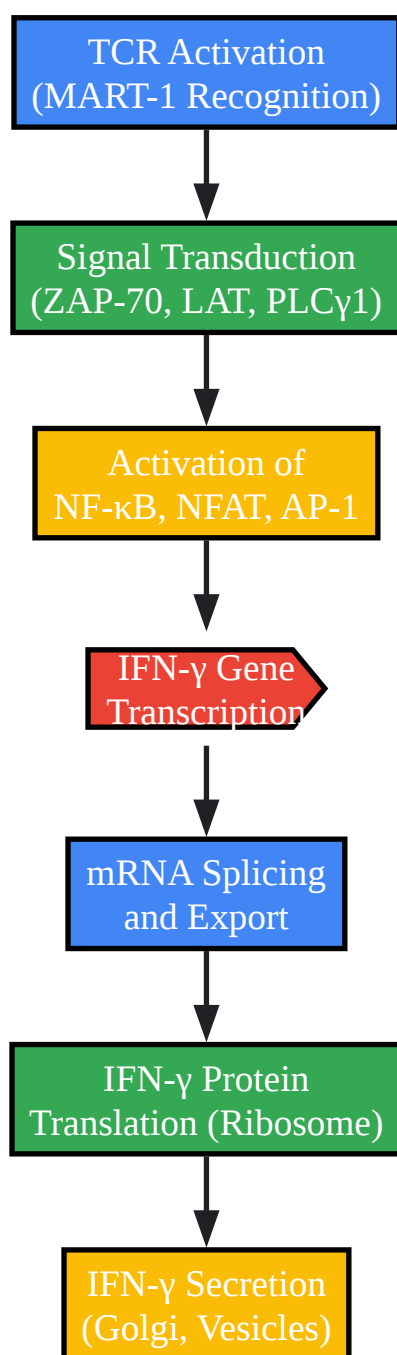 TCR Activation
(MART-1 Recognition)
Signal Transduction
(ZAP-70, LAT, PLCγ1)
Activation of
NF-κB, NFAT, AP-1
IFN-γ Gene
Transcription
mRNA Splicing
and Export
IFN-γ Protein
Translation (Ribosome)
IFN-γ Secretion
(Golgi, Vesicles)